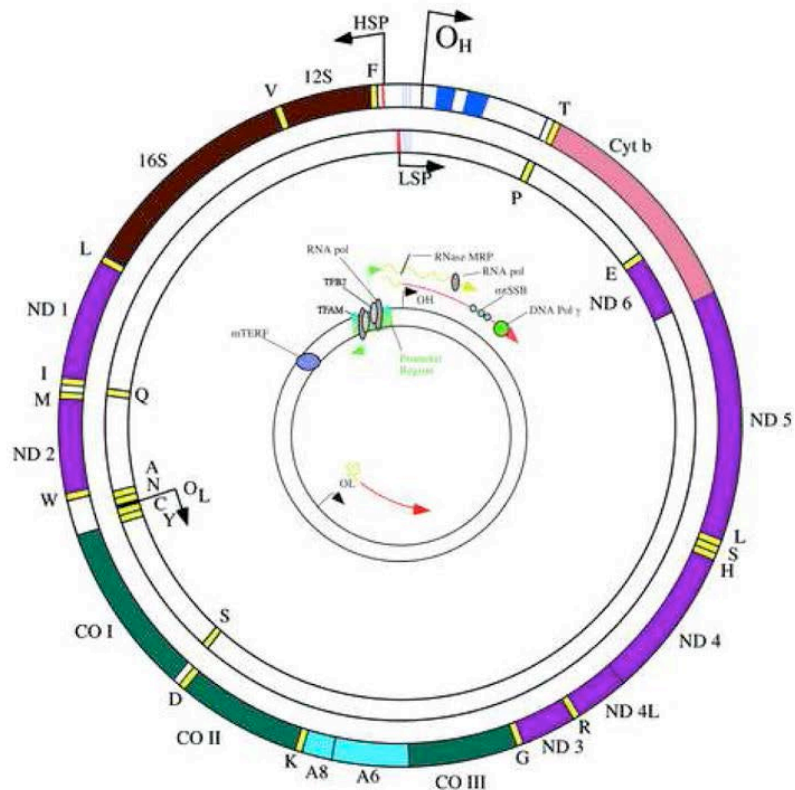 HSP
OH
12S
F
V
T
16S
Cyt b
LSP
P
L
RNA pol
RNase MRP
RNA pol
E
ND 1
TFAM
OH
mtSSB
ND 6
DNA Pol γ
mTERF
Promoter
Region
I
M
Q
ND 5
ND 2
A
N
OL
W
C
Y
OL
L
S
H
S
CO I
ND 4
D
ND 4L
R
CO II
ND 3
G
K
A8
A6
CO III